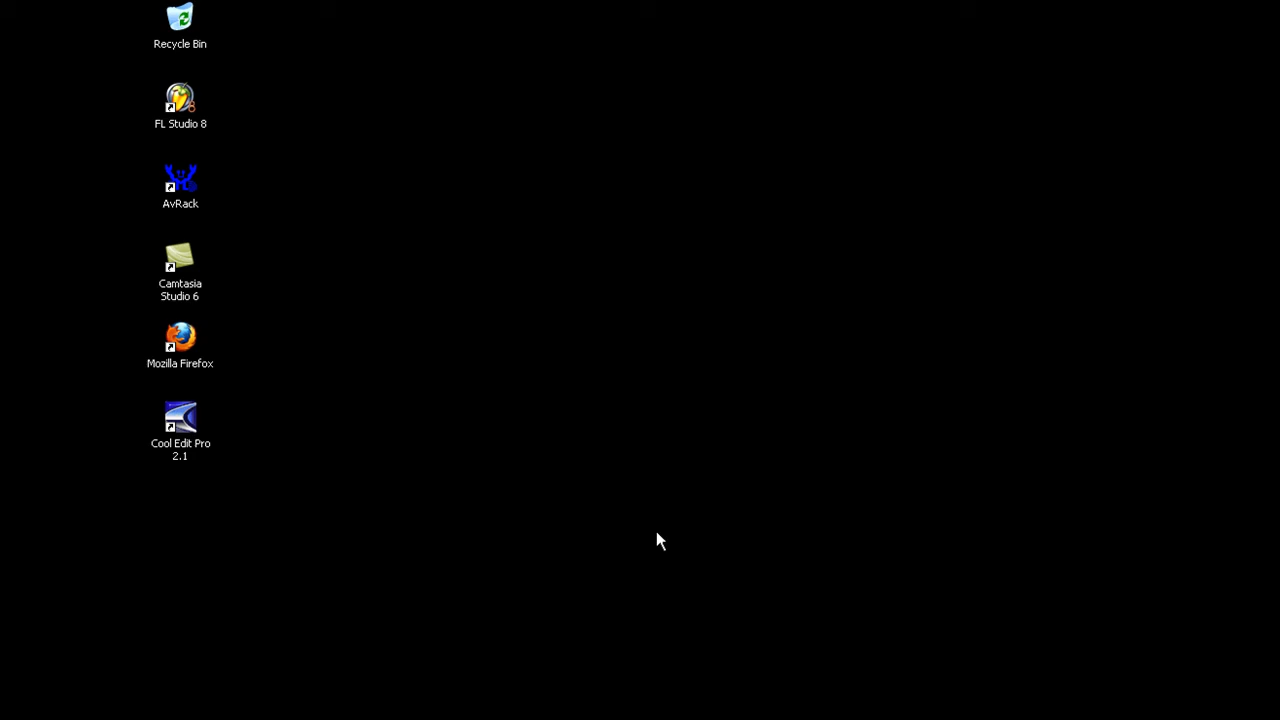 Recycle Bin
FL Studio 8
AvRack
Camtasia
Studio 6
Mozilla Firefox
Cool Edit Pro
2.1